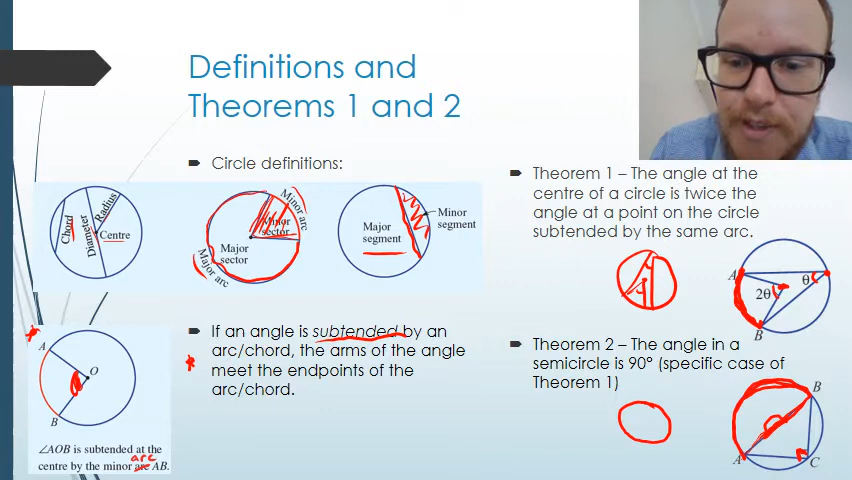 Definitions and
Theorems 1 and 2
Circle definitions:
Chord
Diameter
Radius
Centre
Minor arc
Minor
sector
Major
sector
Major arc
Major
segment
Minor
segment
A
O
B
∠AOB is subtended at the
centre by the minor arc AB.
arc
If an angle is subtended by an
arc/chord, the arms of the angle
meet the endpoints of the
arc/chord.
Theorem 1 – The angle at the
centre of a circle is twice the
angle at a point on the circle
subtended by the same arc.
A
2θ
θ
B
Theorem 2 – The angle in a
semicircle is 90° (specific case of
Theorem 1)
B
A
C